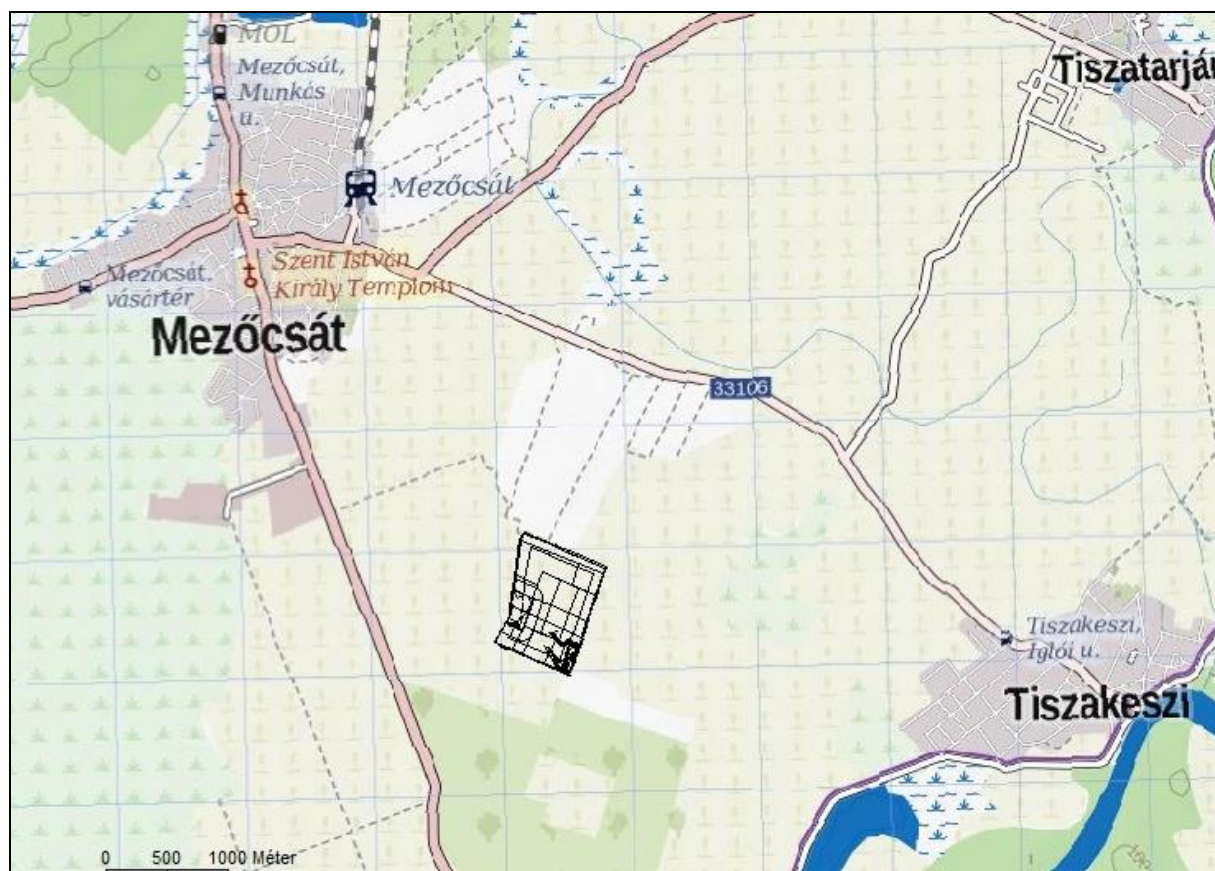 MOL
Mezőcsát,
Munkás
u.
Tiszatarján
Mezőcsát
Szent István
Király Templom
Mezőcsát,
vásártér
Mezőcsát
33106
Tiszakeszi,
Iglói u.
Tiszakeszi
0 500 1000 Méter